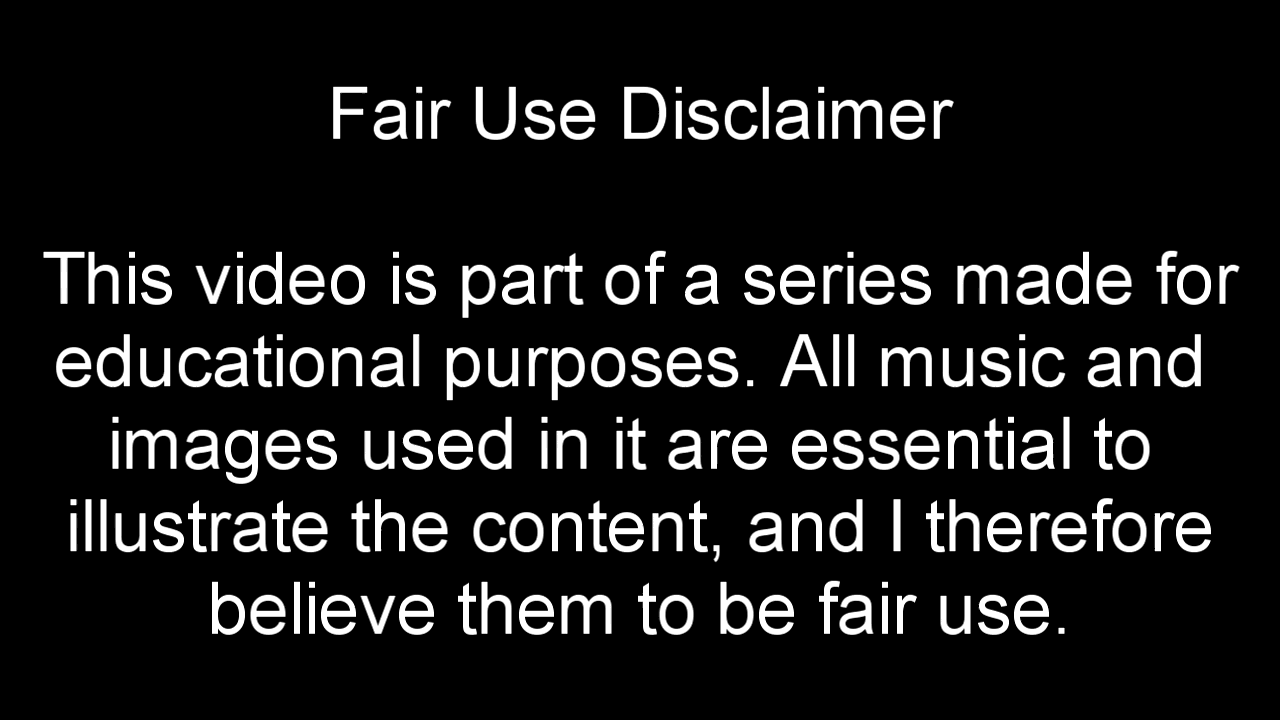 Fair Use Disclaimer
This video is part of a series made for
educational purposes. All music and
images used in it are essential to
illustrate the content, and I therefore
believe them to be fair use.